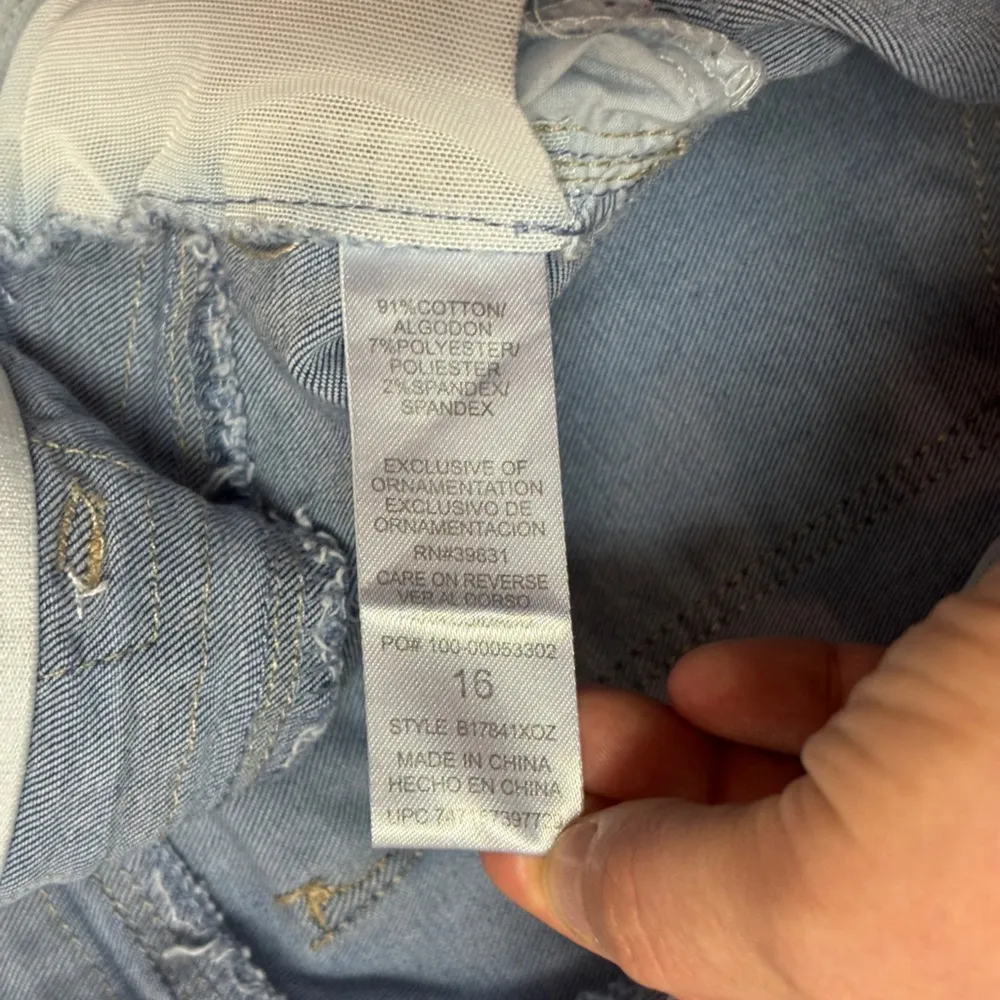 91%COTTON/
ALGODON
7%POLYESTER/
POLIESTER
2%SPANDEX/
SPANDEX
EXCLUSIVE OF
ORNAMENTATION
EXCLUSIVO DE
ORNAMENTACION
RN#39831
CARE ON REVERSE
VER AL DORSO
PO# 100-00053302
16
STYLE B17841XOZ
MADE IN CHINA
HECHO EN CHINA
UPC